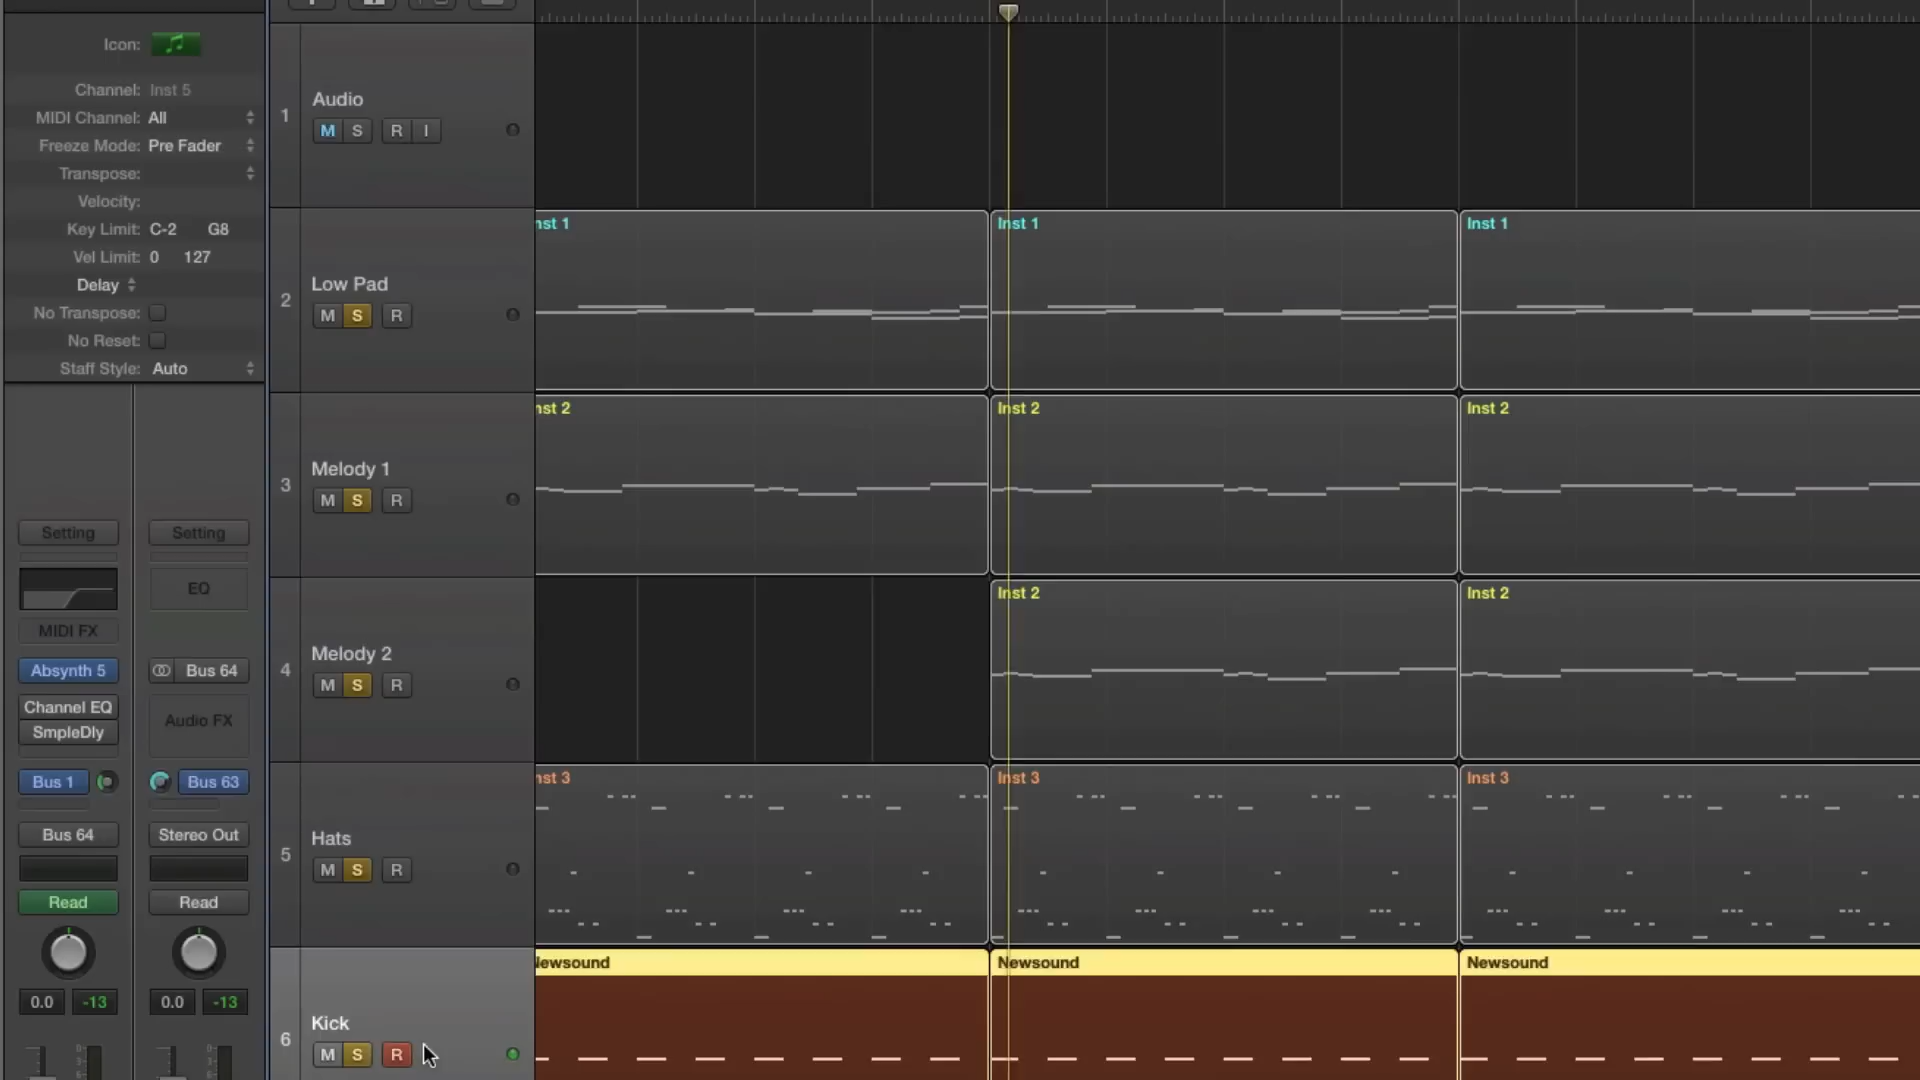 Icon:
Channel: Inst 5
MIDI Channel: All
Freeze Mode: Pre Fader
Transpose:
Velocity:
Key Limit: C-2 G8
Vel Limit: 0 127
Delay
No Transpose:
No Reset:
Staff Style: Auto
Setting Setting
EQ
MIDI FX
Absynth 5 Bus 64
Channel EQ
SmpleDly
Audio FX
Bus 1 Bus 63
Bus 64 Stereo Out
Read Read
0.0 -13 0.0 -13
1 Audio
M S R I
2 Low Pad
M S R
nst 1 Inst 1 Inst 1
3 Melody 1
M S R
nst 2 Inst 2 Inst 2
4 Melody 2
M S R
Inst 2 Inst 2
5 Hats
M S R
nst 3 Inst 3 Inst 3
6 Kick
M S R
Newsound Newsound Newsound